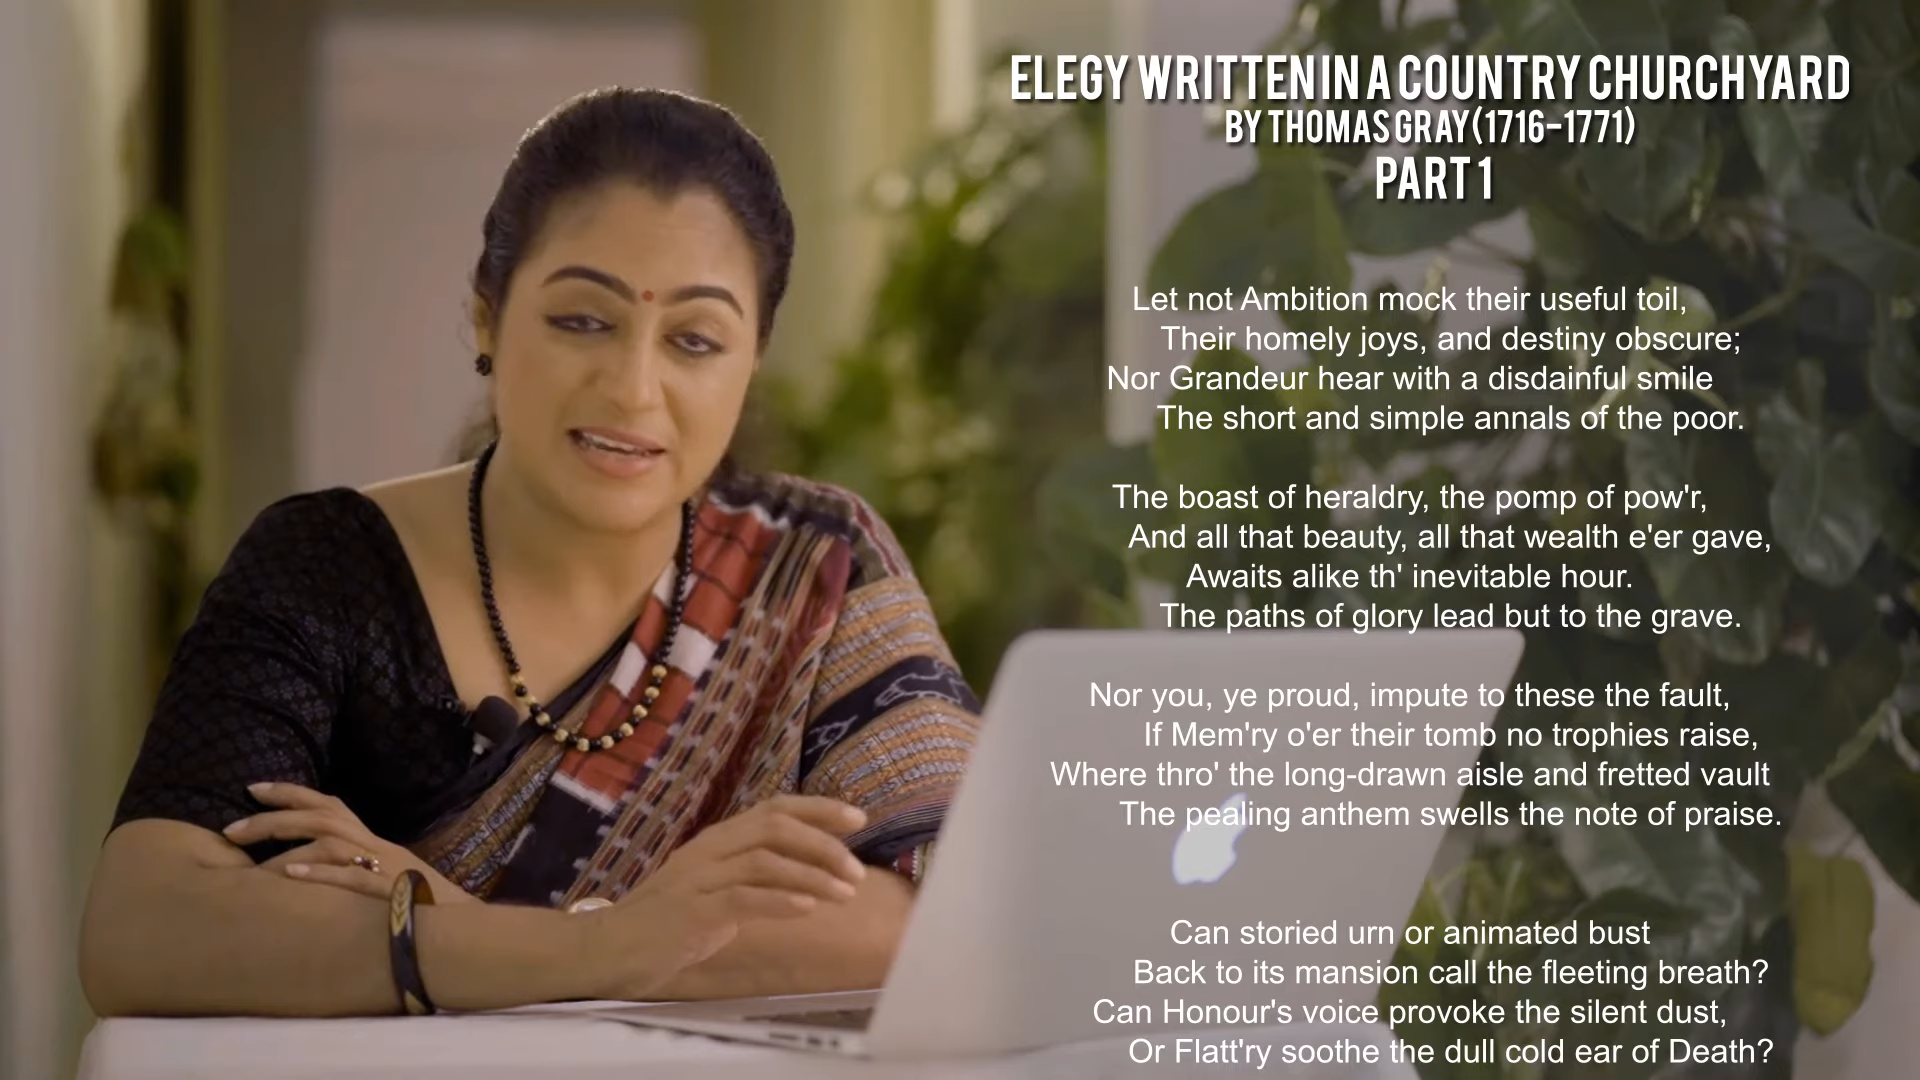 ELEGY WRITTEN IN A COUNTRY CHURCHYARD
BY THOMAS GRAY (1716-1771)
PART 1
Let not Ambition mock their useful toil,
Their homely joys, and destiny obscure;
Nor Grandeur hear with a disdainful smile
The short and simple annals of the poor.
The boast of heraldry, the pomp of pow'r,
And all that beauty, all that wealth e'er gave,
Awaits alike th' inevitable hour.
The paths of glory lead but to the grave.
Nor you, ye proud, impute to these the fault,
If Mem'ry o'er their tomb no trophies raise,
Where thro' the long-drawn aisle and fretted vault
The pealing anthem swells the note of praise.
Can storied urn or animated bust
Back to its mansion call the fleeting breath?
Can Honour's voice provoke the silent dust,
Or Flatt'ry soothe the dull cold ear of Death?